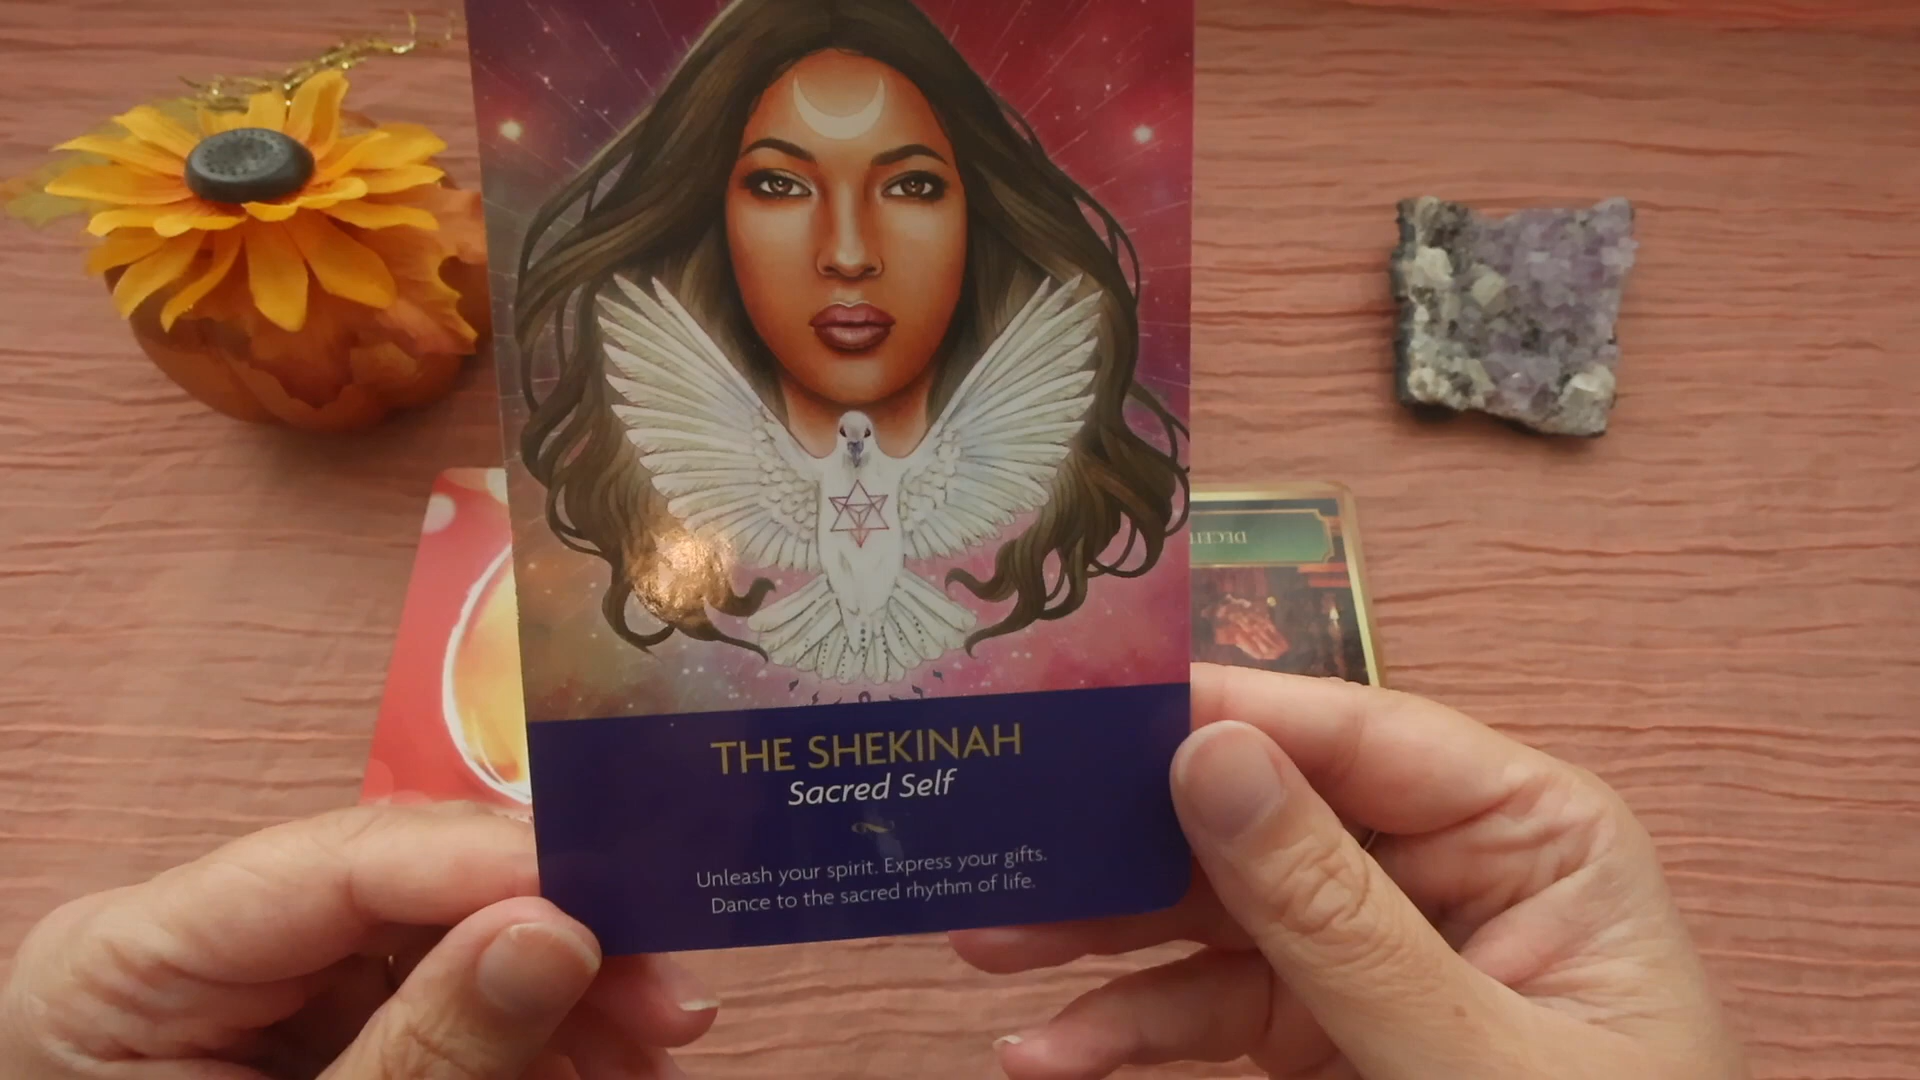 THE SHEKINAH
Sacred Self
Unleash your spirit. Express your gifts.
Dance to the sacred rhythm of life.